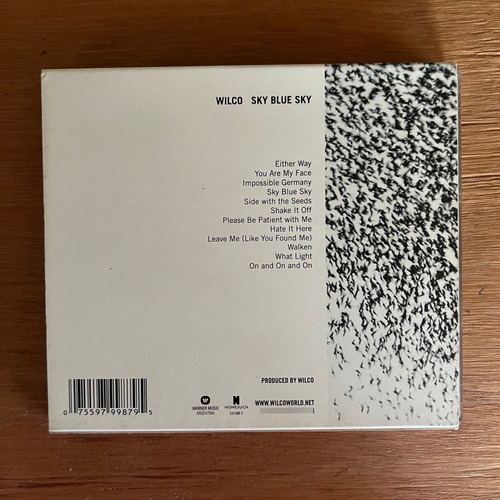 WILCO SKY BLUE SKY
Either Way
You Are My Face
Impossible Germany
Sky Blue Sky
Side with the Seeds
Shake It Off
Please Be Patient with Me
Hate It Here
Leave Me (Like You Found Me)
Walken
What Light
On and On and On
PRODUCED BY WILCO
0 75597 99879 5
WARNER MUSIC
ARGENTINA
NONESUCH
WWW.WILCOWORLD.NET